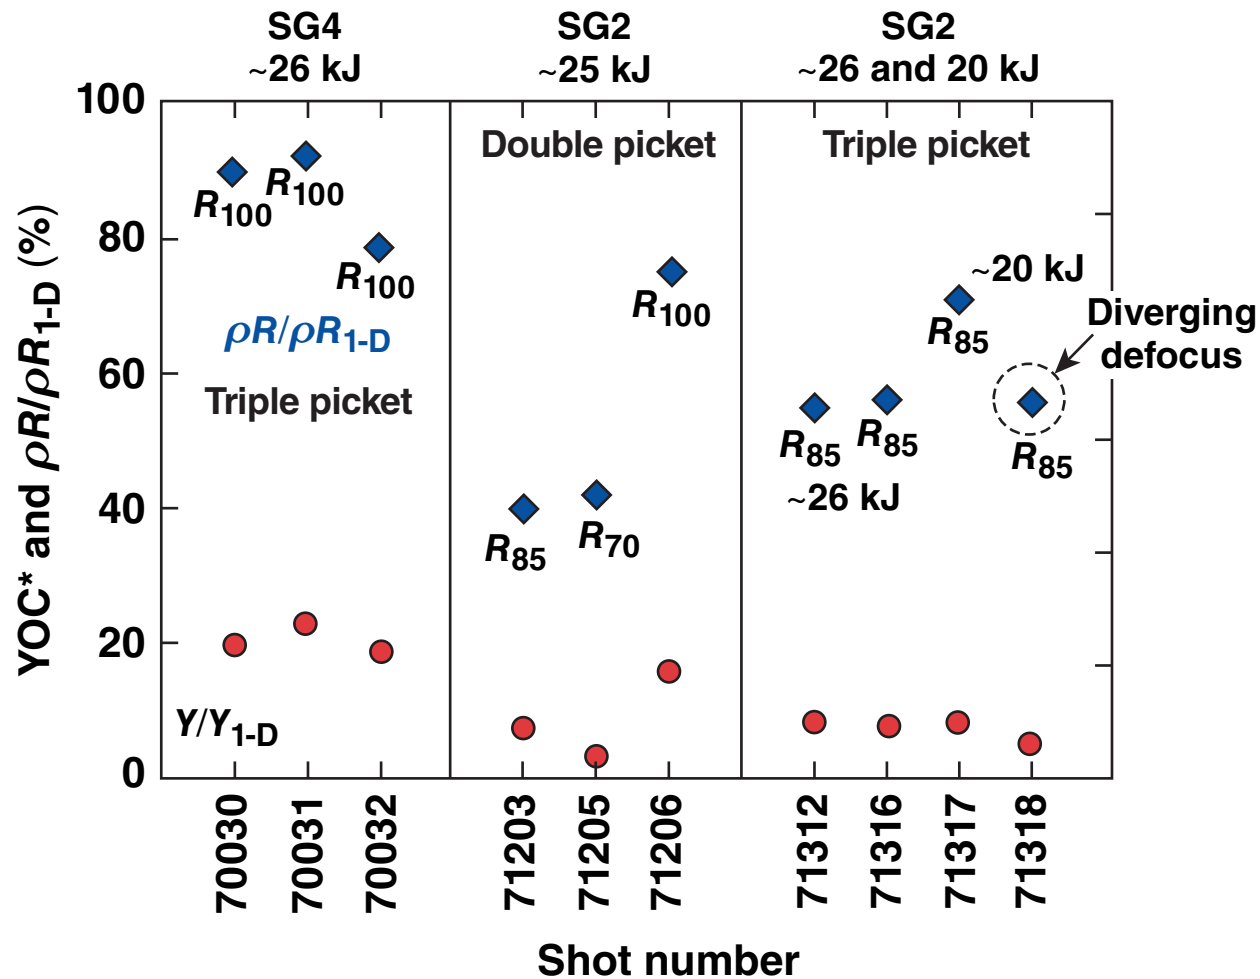 SG4
~26 kJ
SG2
~25 kJ
SG2
~26 and 20 kJ
YOC* and ρR/ρR1-D (%)
100
80
60
40
20
0
R100
R100
R100
ρR/ρR1-D
Triple picket
Y/Y1-D
Double picket
R100
R85
R70
Triple picket
~20 kJ
R85
Diverging
defocus
R85
R85
R85
~26 kJ
70030
70031
70032
71203
71205
71206
71312
71316
71317
71318
Shot number